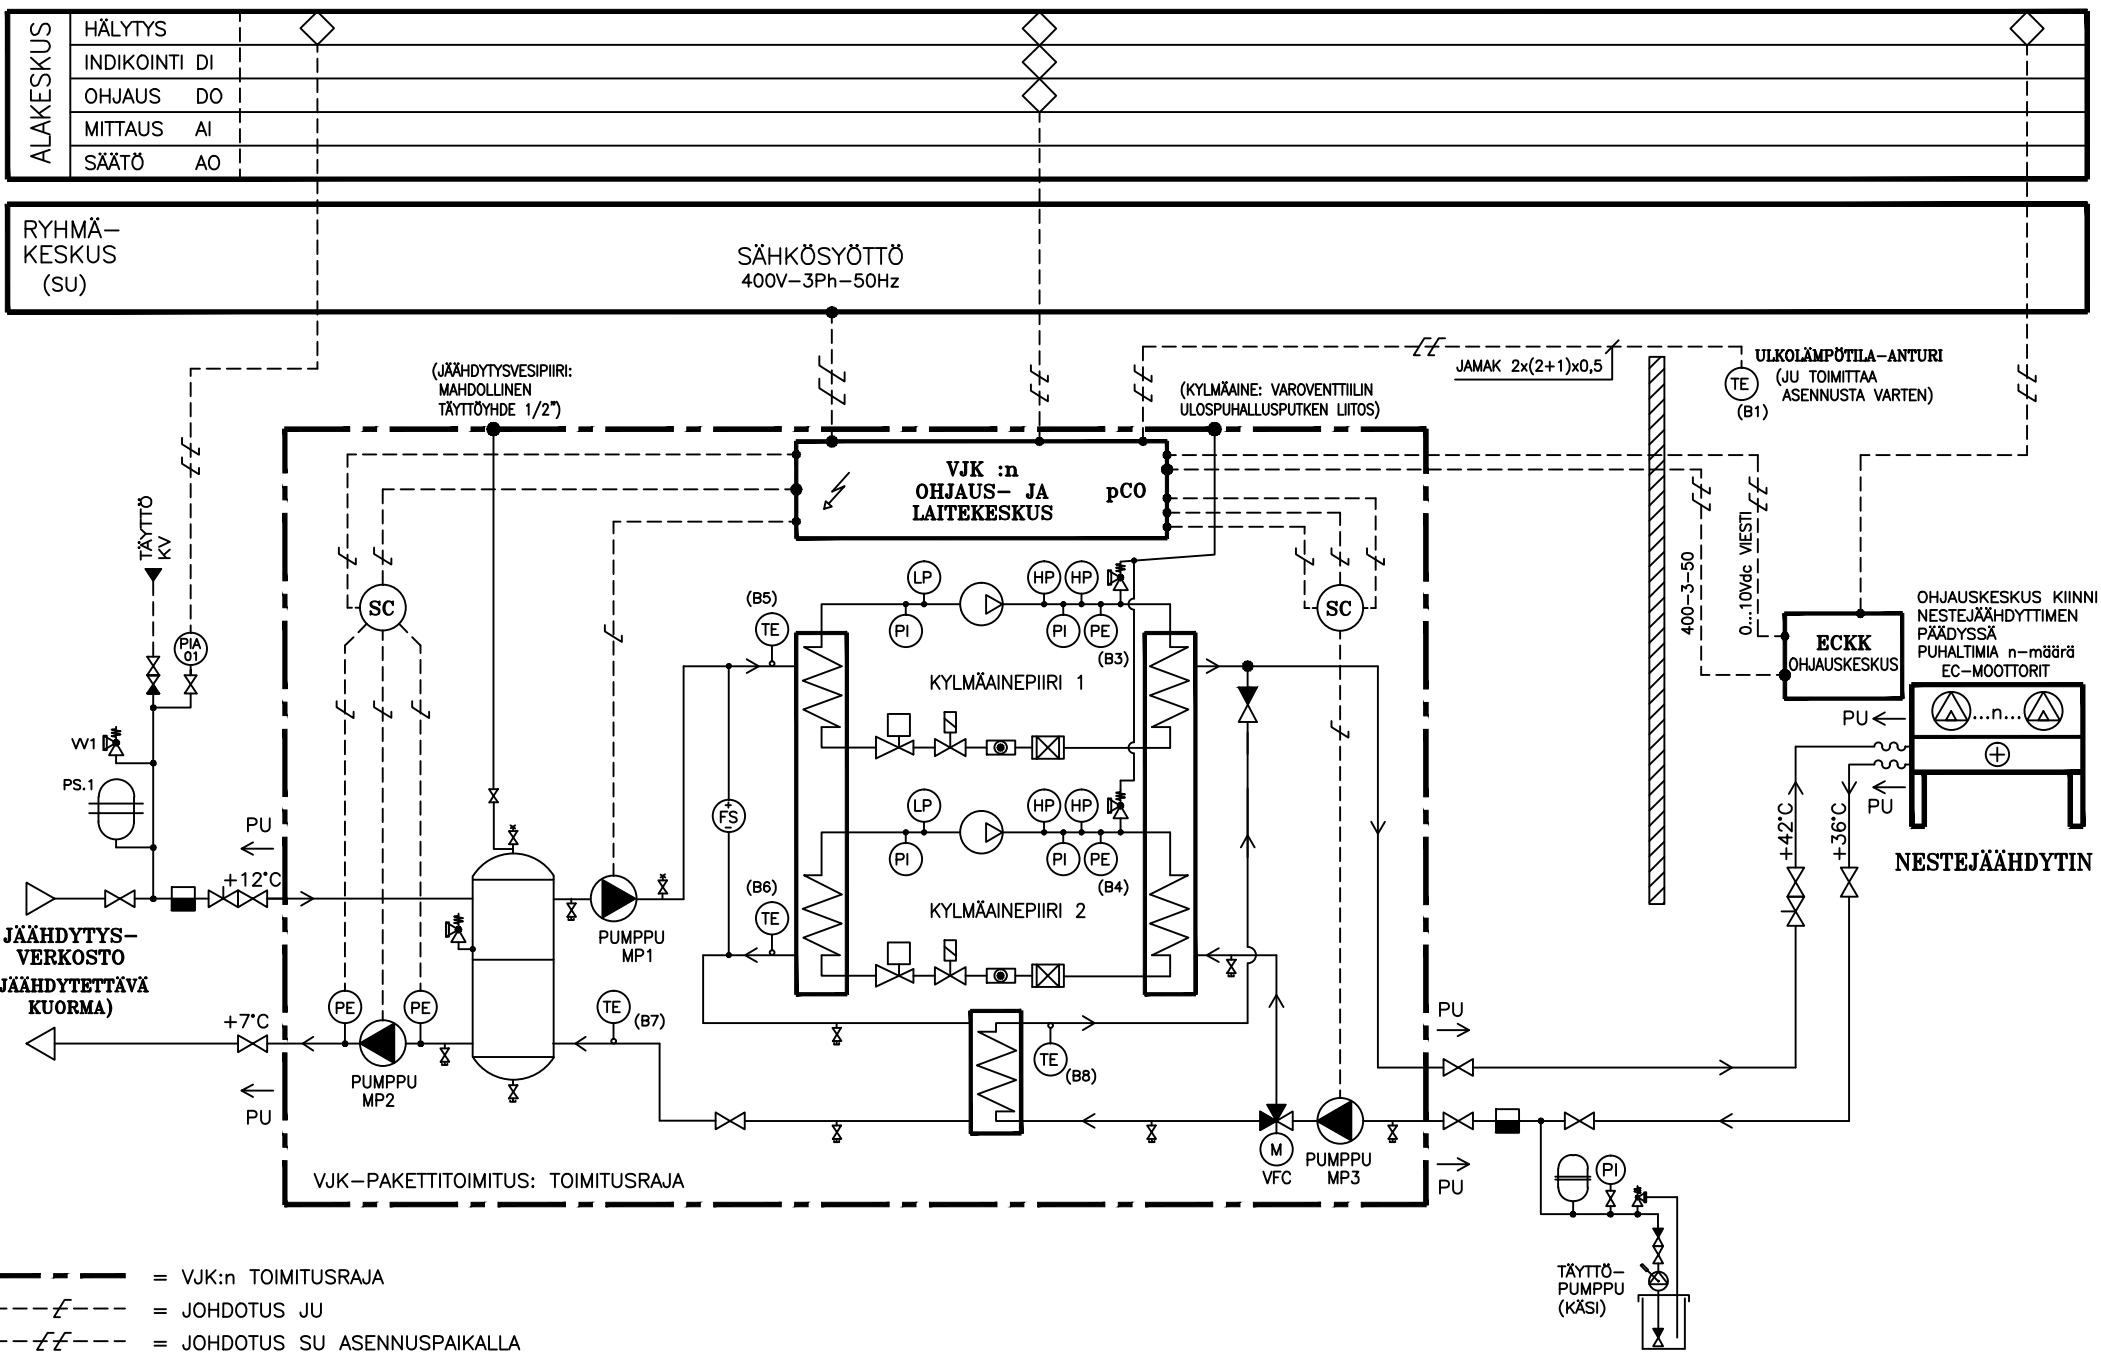 ALAKESKUS
HÄLYTYS
INDIKOINTI DI
OHJAUS DO
MITTAUS AI
SÄÄTÖ AO
RYHMÄ-
KESKUS
(SU)
SÄHKÖSYÖTTÖ
400V-3Ph-50Hz
(JÄÄHDYTYSVESIPIIRI:
MAHDOLLINEN
TÄYTTÖYHDE 1/2")
(KYLMÄAINE: VAROVENTTIILIN
ULOSPUHALLUSPUTKEN LIITOS)
JAMAK 2x(2+1)x0,5
TE
(B1)
ULKOLÄMPÖTILA-ANTURI
(JU TOIMITTAA
ASENNUSTA VARTEN)
VJK :n
OHJAUS- JA
LAITEKESKUS
pCO
TÄYTTÖ
KV
PIA
01
VV1
PS.1
PU
+12°C
JÄÄHDYTYS-
VERKOSTO
JÄÄHDYTETTÄVÄ
KUORMA)
+7°C
PU
SC
PE
PE
PUMPPU
MP2
PUMPPU
MP1
TE
(B7)
(B5)
TE
FS
(B6)
TE
LP
HP
HP
PI
PI
PE
(B3)
KYLMÄAINEPIIRI 1
LP
HP
HP
PI
PI
PE
(B4)
KYLMÄAINEPIIRI 2
TE
(B8)
SC
M
VFC
PUMPPU
MP3
PU
PU
400-3-50
0...10Vdc VIESTI
ECKK
OHJAUSKESKUS
OHJAUSKESKUS KIINNI
NESTEJÄÄHDYTTIMEN
PÄÄDYSSÄ
PUHALTIMIA n-määrä
EC-MOOTTORIT
...n...
PU
PU
+42°C
+36°C
NESTEJÄÄHDYTIN
PI
TÄYTTÖ-
PUMPPU
(KÄSI)
VJK-PAKETTITOIMITUS: TOIMITUSRAJA
= VJK:n TOIMITUSRAJA
= JOHDOTUS JU
= JOHDOTUS SU ASENNUSPAIKALLA